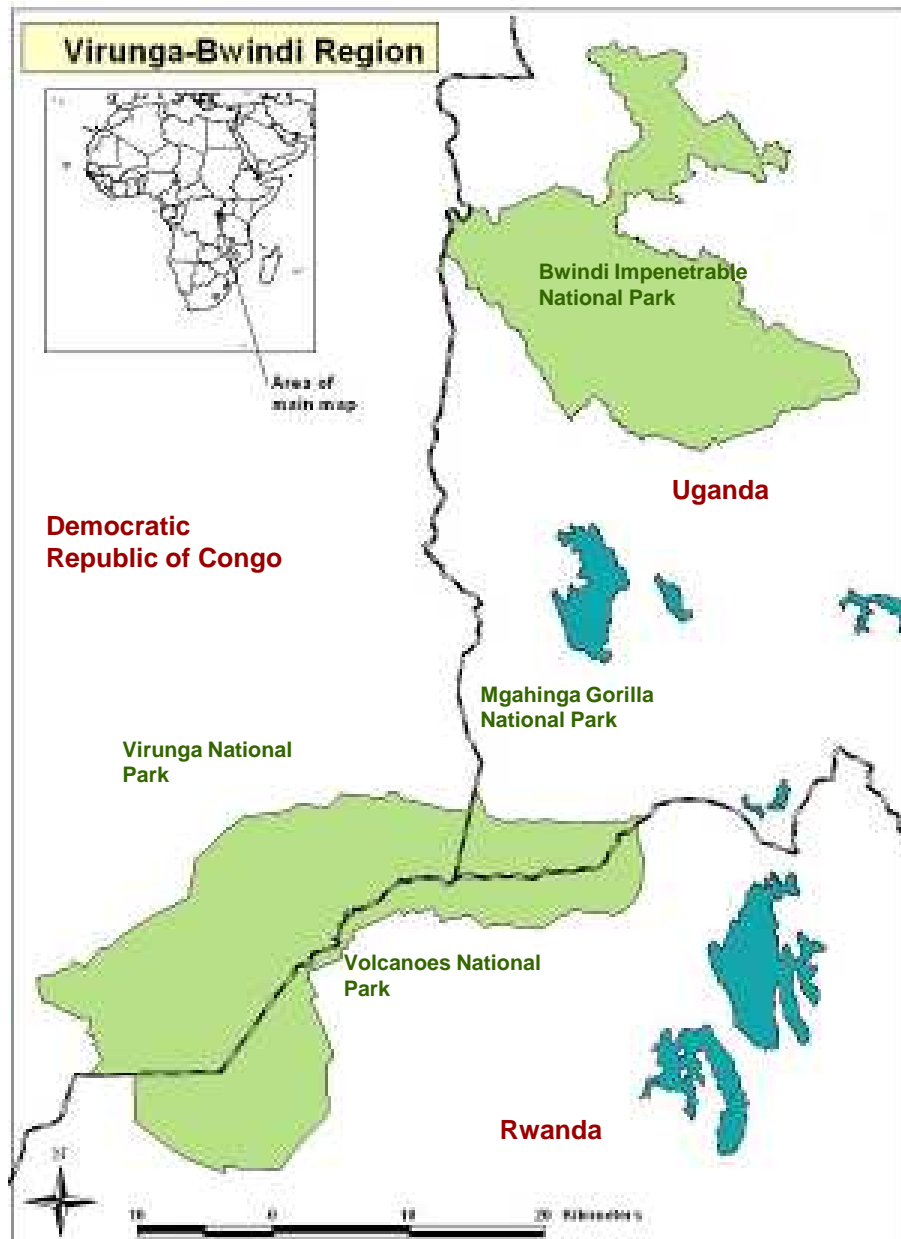 Virunga-Bwindi Region
Area of
main map
Bwindi Impenetrable
National Park
Uganda
Democratic
Republic of Congo
Mgahinga Gorilla
National Park
Virunga National
Park
Volcanoes National
Park
Rwanda
N
10 0 10 20 Kilometers